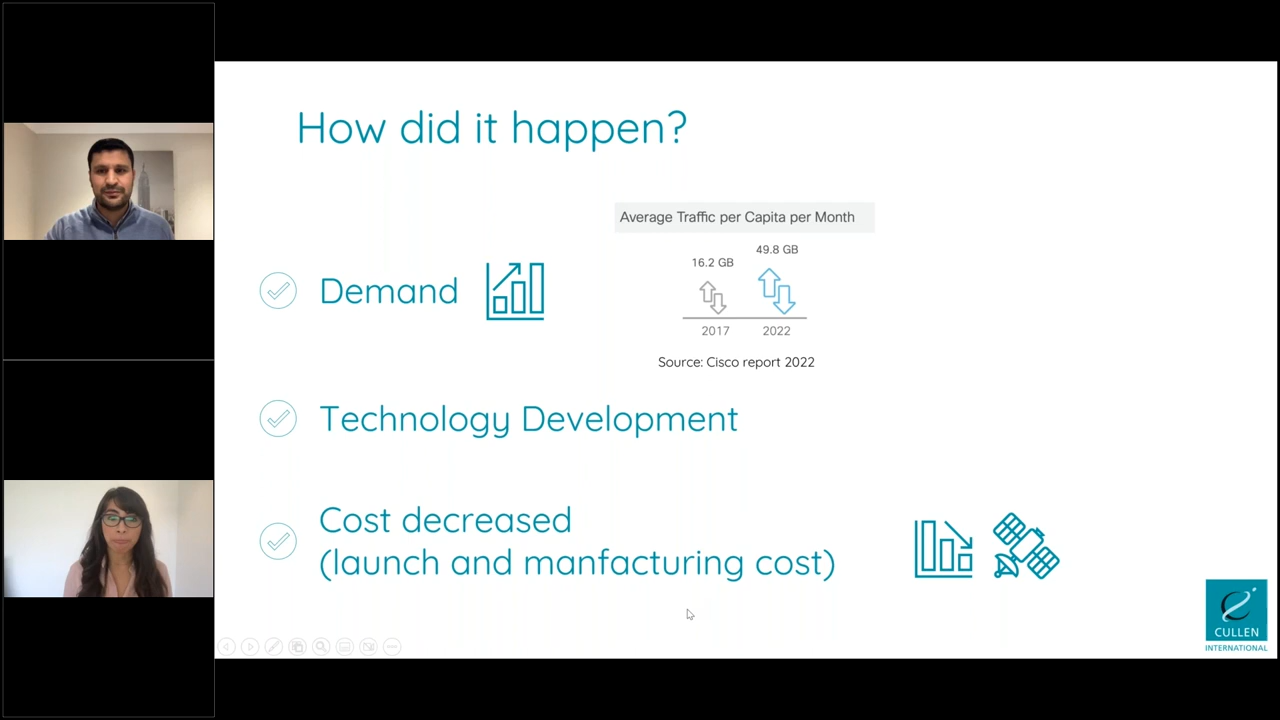 How did it happen?
Average Traffic per Capita per Month
49.8 GB
16.2 GB
Demand
2017
2022
Source: Cisco report 2022
Technology Development
Cost decreased
(launch and manfacturing cost)
CULLEN
INTERNATIONAL